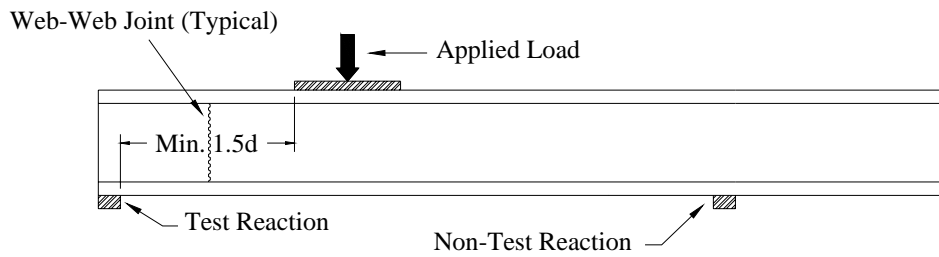 Web-Web Joint (Typical)
Applied Load
Min. 1.5d
Test Reaction
Non-Test Reaction